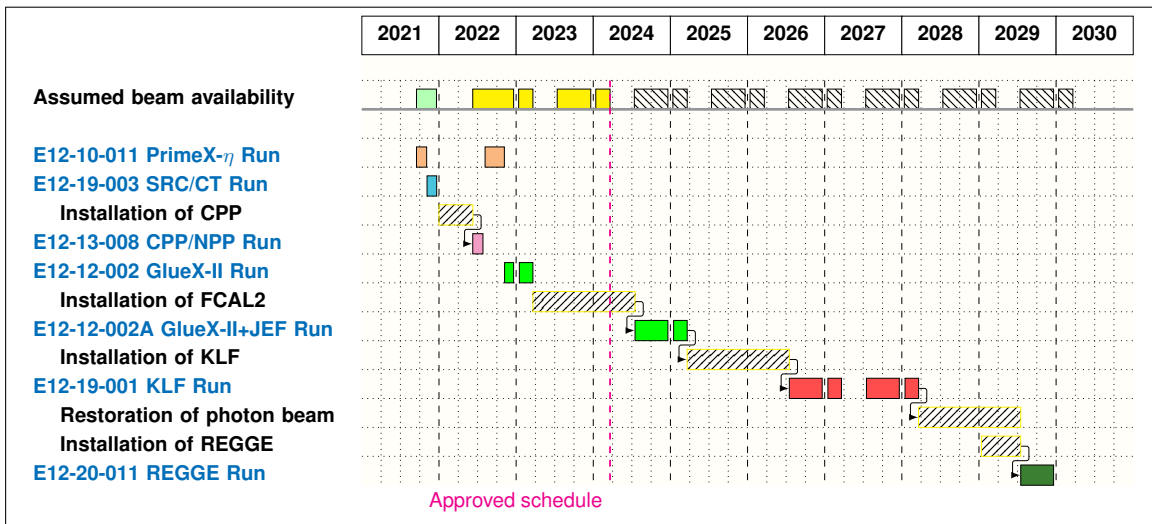 2021 2022 2023 2024 2025 2026 2027 2028 2029 2030
Assumed beam availability
E12-10-011 PrimeX-η Run
E12-19-003 SRC/CT Run
Installation of CPP
E12-13-008 CPP/NPP Run
E12-12-002 GlueX-II Run
Installation of FCAL2
E12-12-002A GlueX-II+JEF Run
Installation of KLF
E12-19-001 KLF Run
Restoration of photon beam
Installation of REGGE
E12-20-011 REGGE Run
Approved schedule